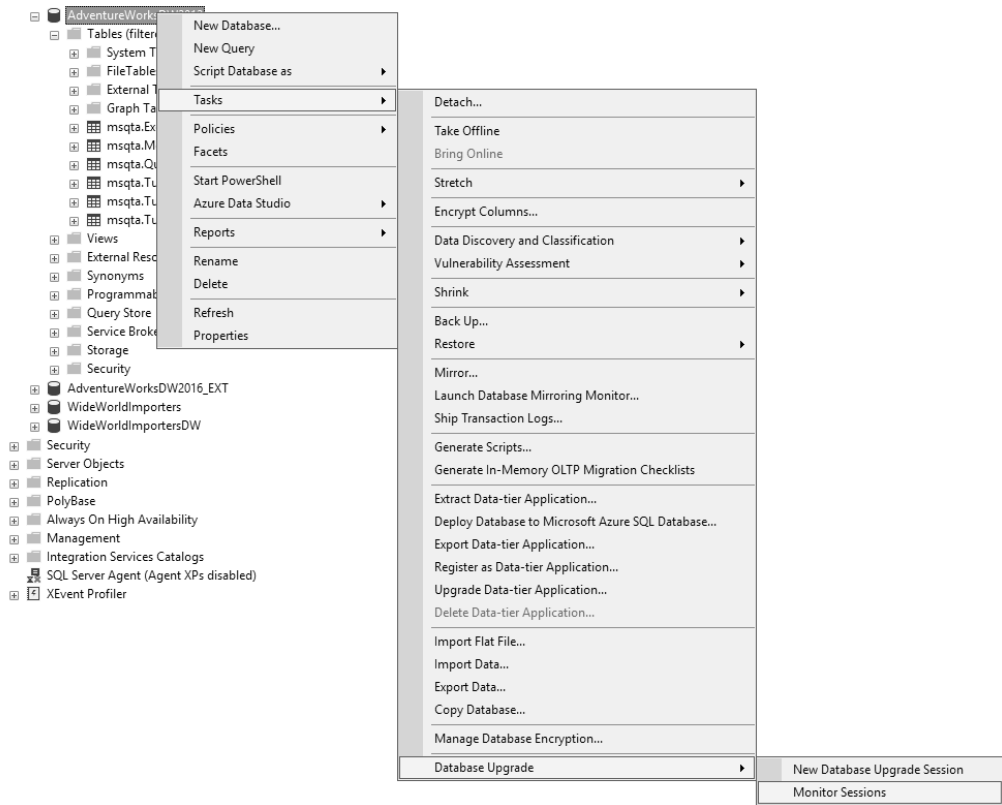 AdventureWorksDW2012
Tables (filter
System T
FileTable
External T
Graph Ta
msqta.Ex
msqta.M
msqta.Qu
msqta.Tu
msqta.Tu
msqta.Tu
Views
External Reso
Synonyms
Programmab
Query Store
Service Broke
Storage
Security
AdventureWorksDW2016_EXT
WideWorldImporters
WideWorldImportersDW
Security
Server Objects
Replication
PolyBase
Always On High Availability
Management
Integration Services Catalogs
SQL Server Agent (Agent XPs disabled)
XEvent Profiler
New Database...
New Query
Script Database as
Tasks
Policies
Facets
Start PowerShell
Azure Data Studio
Reports
Rename
Delete
Refresh
Properties
Detach...
Take Offline
Bring Online
Stretch
Encrypt Columns...
Data Discovery and Classification
Vulnerability Assessment
Shrink
Back Up...
Restore
Mirror...
Launch Database Mirroring Monitor...
Ship Transaction Logs...
Generate Scripts...
Generate In-Memory OLTP Migration Checklists
Extract Data-tier Application...
Deploy Database to Microsoft Azure SQL Database...
Export Data-tier Application...
Register as Data-tier Application...
Upgrade Data-tier Application...
Delete Data-tier Application...
Import Flat File...
Import Data...
Export Data...
Copy Database...
Manage Database Encryption...
Database Upgrade
New Database Upgrade Session
Monitor Sessions